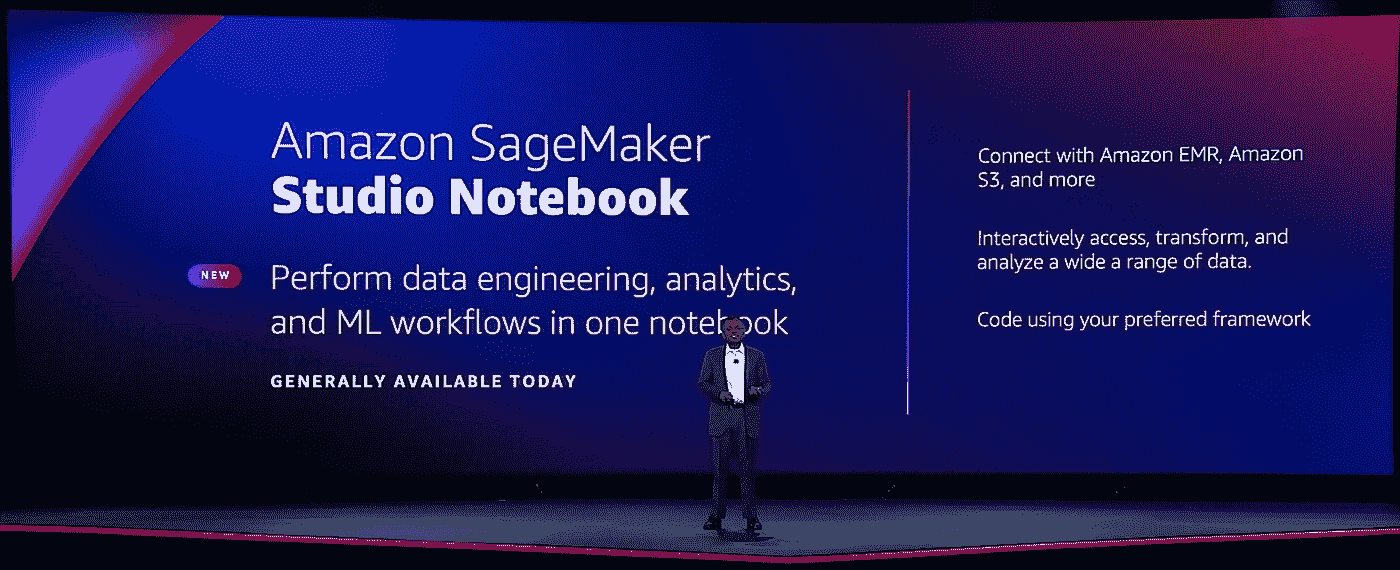 Amazon SageMaker
Studio Notebook
NEW
Perform data engineering, analytics,
and ML workflows in one notebook
GENERALLY AVAILABLE TODAY
Connect with Amazon EMR, Amazon
S3, and more
Interactively access, transform, and
analyze a wide a range of data.
Code using your preferred framework